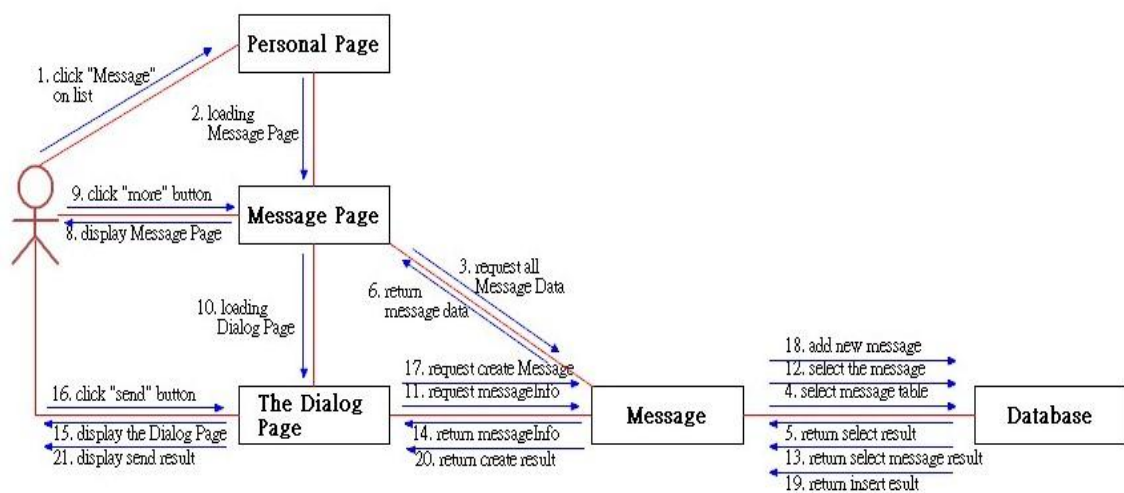 Personal Page
1. click "Message"
on list
2. loading
Message Page
9. click "more" button
8. display Message Page
Message Page
3. request all
Message Data
6. return
message data
10. loading
Dialog Page
16. click "send" button
15. display the Dialog Page
21. display send result
The Dialog
Page
17. request create Message
11. request messageInfo
14. return messageInfo
20. return create result
Message
18. add new message
12. select the message
4. select message table
5. return select result
13. return select message result
19. return insert esult
Database